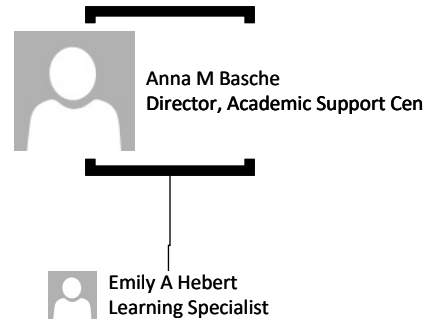 Anna M Basche
Director, Academic Support Cen
Emily A Hebert
Learning Specialist